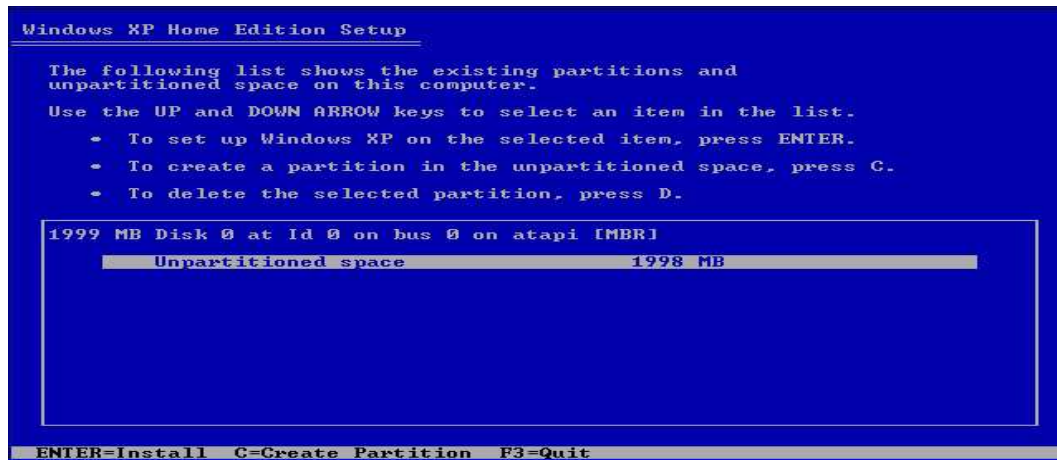 Windows XP Home Edition Setup
The following list shows the existing partitions and
unpartitioned space on this computer.
Use the UP and DOWN ARROW keys to select an item in the list.
• To set up Windows XP on the selected item, press ENTER.
• To create a partition in the unpartitioned space, press C.
• To delete the selected partition, press D.
1999 MB Disk 0 at Id 0 on bus 0 on atapi [MBR]
Unpartitioned space 1998 MB
ENTER=Install C=Create Partition F3=Quit